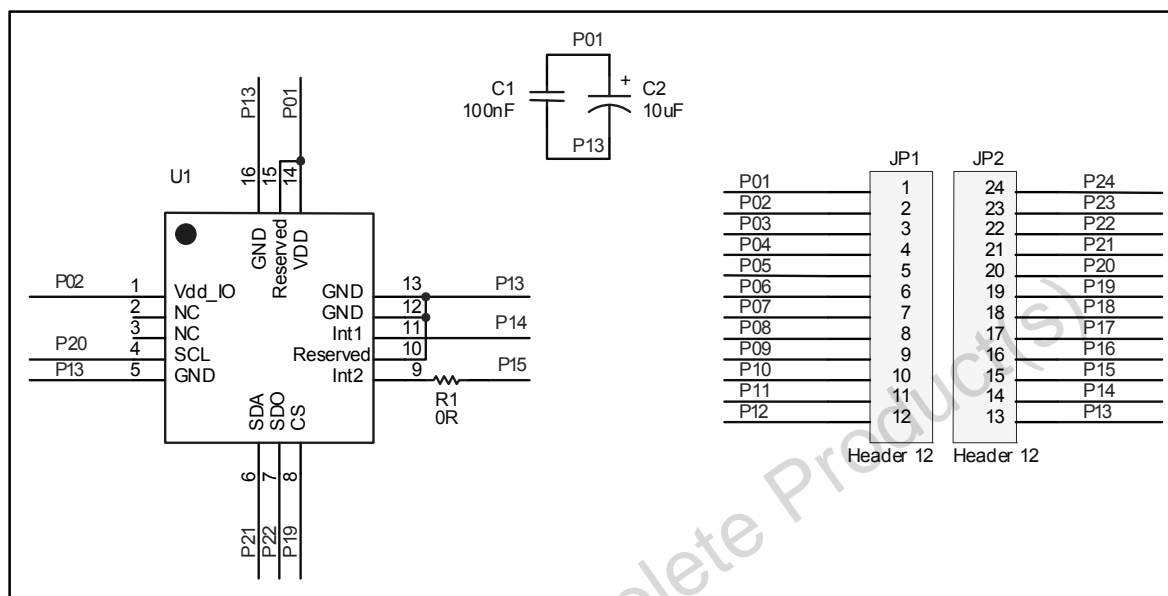 P01
C1
100nF
+
C2
10uF
P13
P13
P01
16
15
14
U1
GND
Reserved
VDD
P02
1
Vdd_IO
2
NC
3
NC
P20
4
SCL
P13
5
GND
GND
13
P13
GND
12
Int1
11
P14
Reserved
10
Int2
9
P15
R1
0R
SDA
SDO
CS
6
7
8
P21
P22
P19
JP1
JP2
P01
1
24
P24
P02
2
23
P23
P03
3
22
P22
P04
4
21
P21
P05
5
20
P20
P06
6
19
P19
P07
7
18
P18
P08
8
17
P17
P09
9
16
P16
P10
10
15
P15
P11
11
14
P14
P12
12
13
P13
Header 12
Header 12
Product(s)